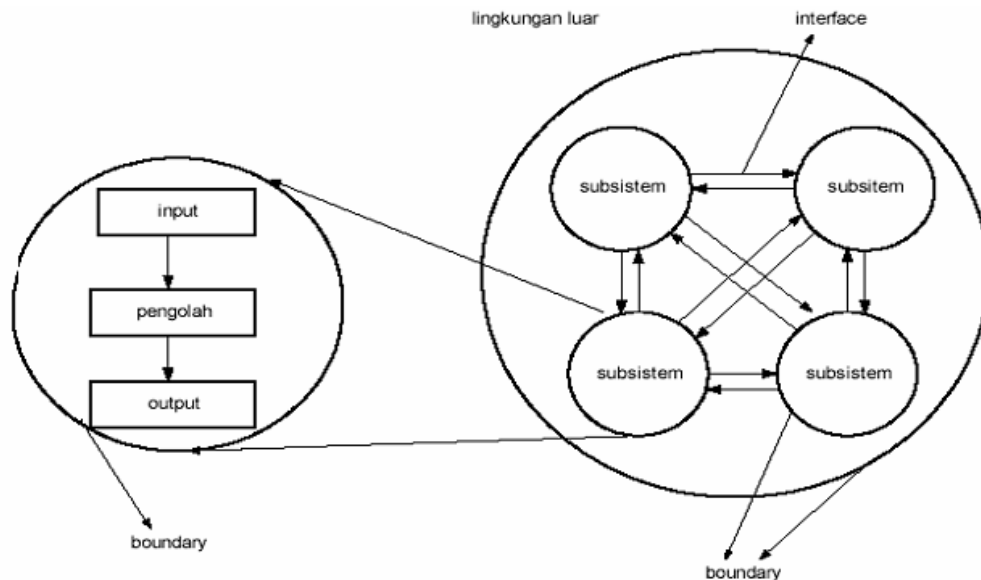 lingkungan luar
interface
subsistem
subsitem
input
pengolah
subsistem
subsistem
output
boundary
boundary